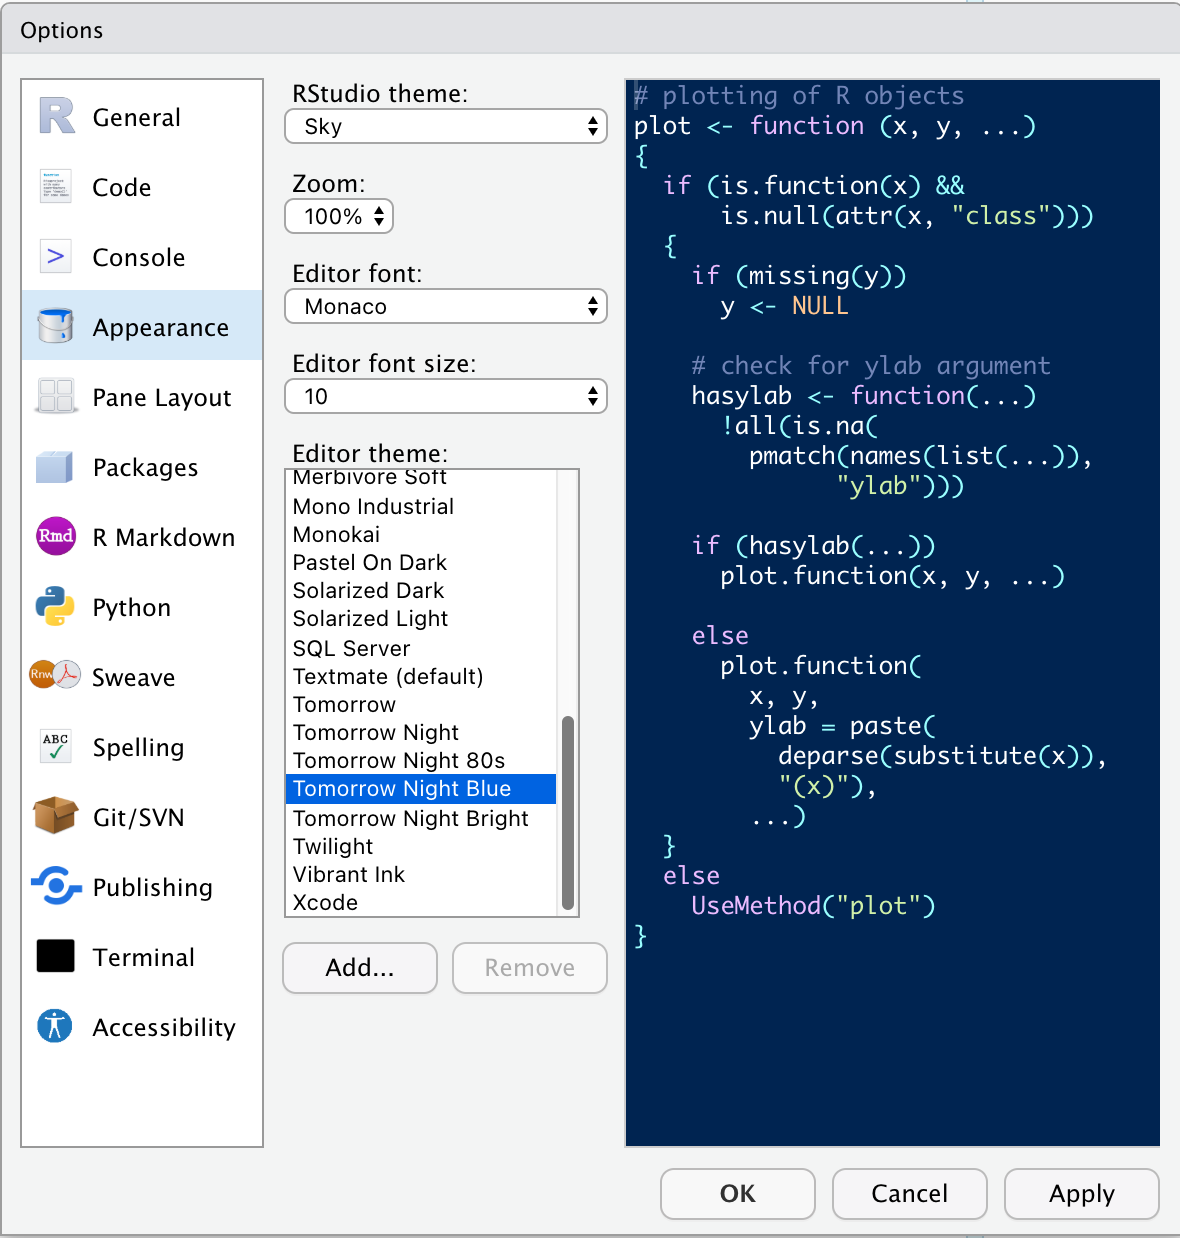 Options
General
Code
Console
Appearance
Pane Layout
Packages
Rmd R Markdown
Python
Rnw Sweave
ABC Spelling
Git/SVN
Publishing
Terminal
Accessibility
RStudio theme:
Sky
Zoom:
100%
Editor font:
Monaco
Editor font size:
10
Editor theme:
Merbivore Soft
Mono Industrial
Monokai
Pastel On Dark
Solarized Dark
Solarized Light
SQL Server
Textmate (default)
Tomorrow
Tomorrow Night
Tomorrow Night 80s
Tomorrow Night Blue
Tomorrow Night Bright
Twilight
Vibrant Ink
Xcode
Add...
Remove
# plotting of R objects
plot <- function (x, y, ...)
{
  if (is.function(x) &&
      is.null(attr(x, "class")))
  {
    if (missing(y))
      y <- NULL
    # check for ylab argument
    hasylab <- function(...)
      !all(is.na(
        pmatch(names(list(...)),
              "ylab")))
    if (hasylab(...))
      plot.function(x, y, ...)
    else
      plot.function(
        x, y,
        ylab = paste(
          deparse(substitute(x)),
          "(x)"),
        ...)
  }
  else
    UseMethod("plot")
}
OK
Cancel
Apply